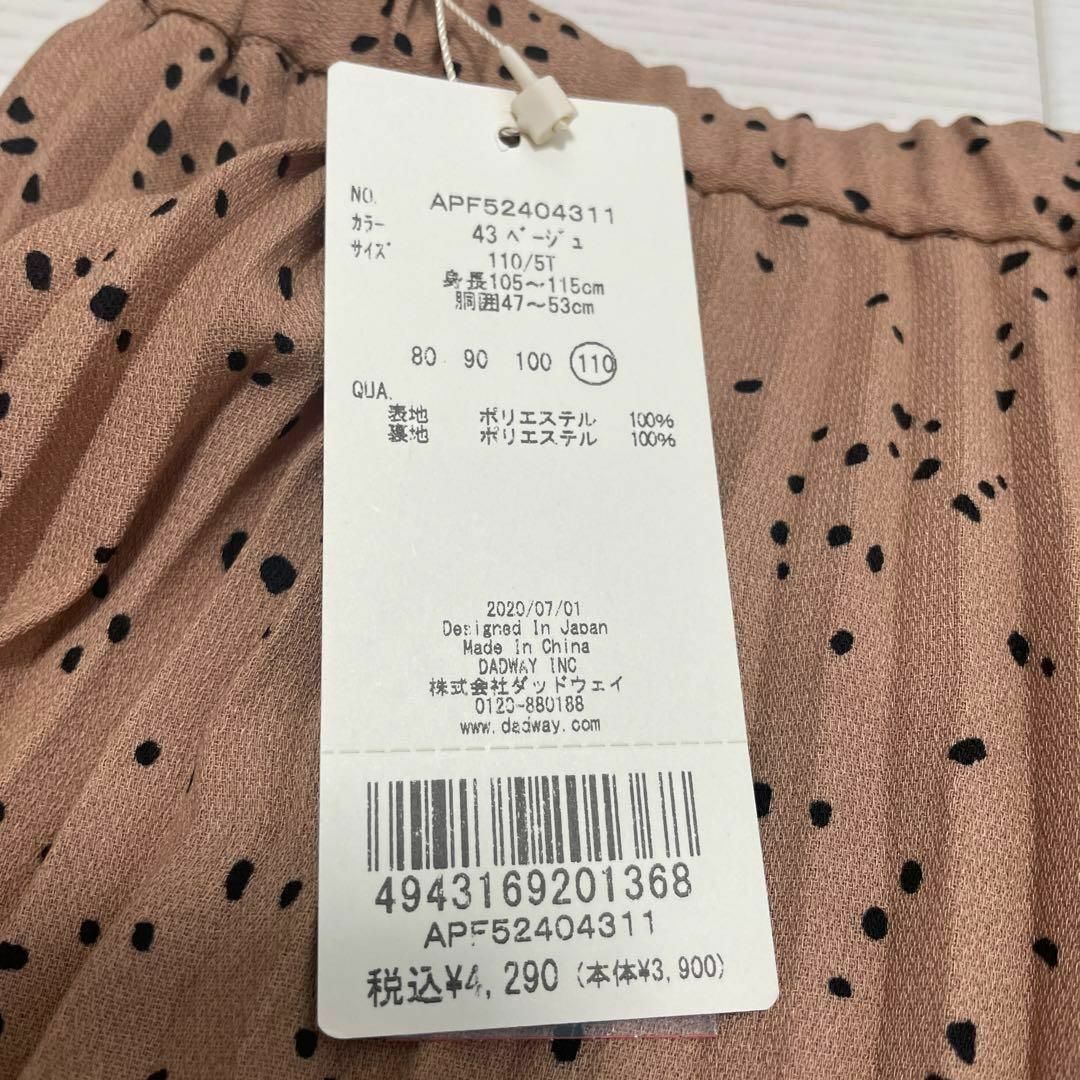 NO. APF52404311
カラー 43 ベージュ
サイズ 110/5T
身長105~115cm
胴囲47~53cm
80 90 100 110
QUA.
表地 ポリエステル 100%
裏地 ポリエステル 100%
2020/07/01
Designed In Japan
Made In China
DADWAY INC
株式会社ダッドウェイ
0120-880188
www.dadway.com
4943169201368
APF52404311
税込¥4,290 (本体¥3,900)